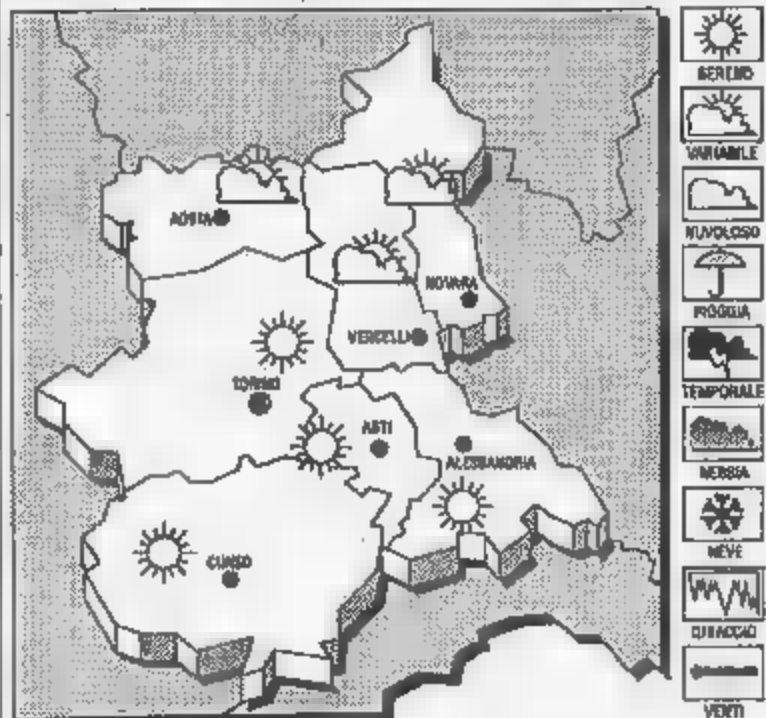 AOSTA
NOVARA
VERCELLI
TORINO
ASTI
ALESSANDRIA
CUNEO
SERENO
VARIABILE
NUVOLOSO
PIOGGIA
TEMPORALE
NEBBIA
NEVE
GHIACCIO
VENTI